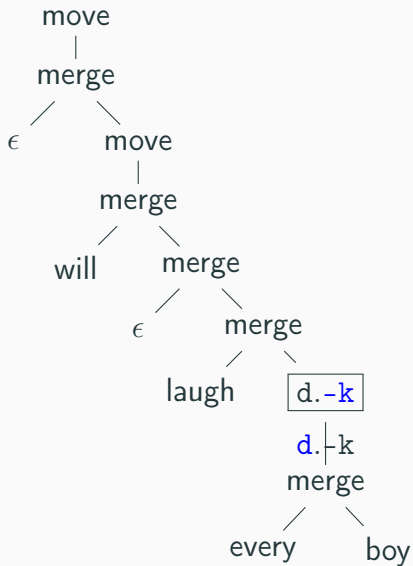 move
merge
ϵ move
merge
will merge
ϵ merge
laugh d.-k
d.-k
merge
every boy